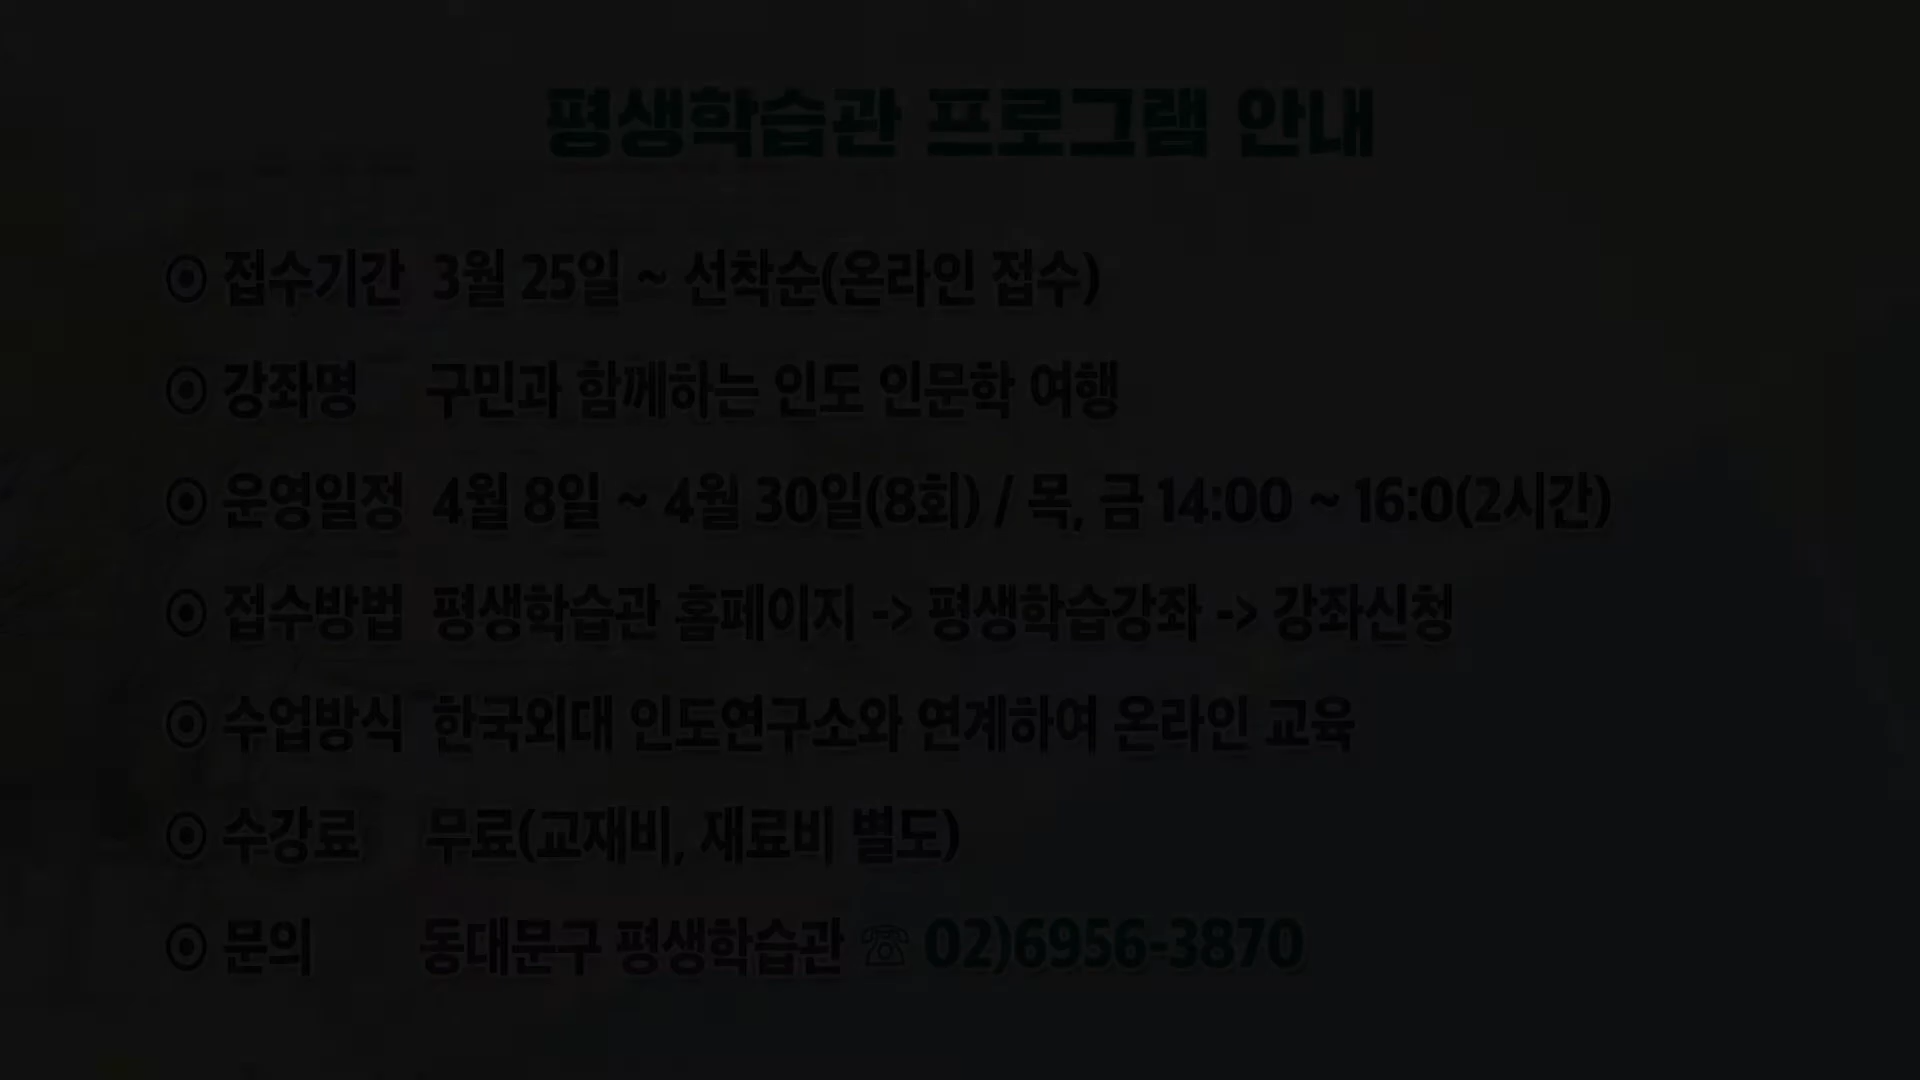 평생학습관 프로그램 안내
⊙ 접수기간 3월 25일 ~ 선착순(온라인 접수)
⊙ 강좌명 구민과 함께하는 인도 인문학 여행
⊙ 운영일정 4월 8일 ~ 4월 30일(8회) / 목, 금 14:00 ~ 16:0(2시간)
⊙ 접수방법 평생학습관 홈페이지 -> 평생학습강좌 -> 강좌신청
⊙ 수업방식 한국외대 인도연구소와 연계하여 온라인 교육
⊙ 수강료 무료(교재비, 재료비 별도)
⊙ 문의 동대문구 평생학습관 ☏ 02)6956-3870